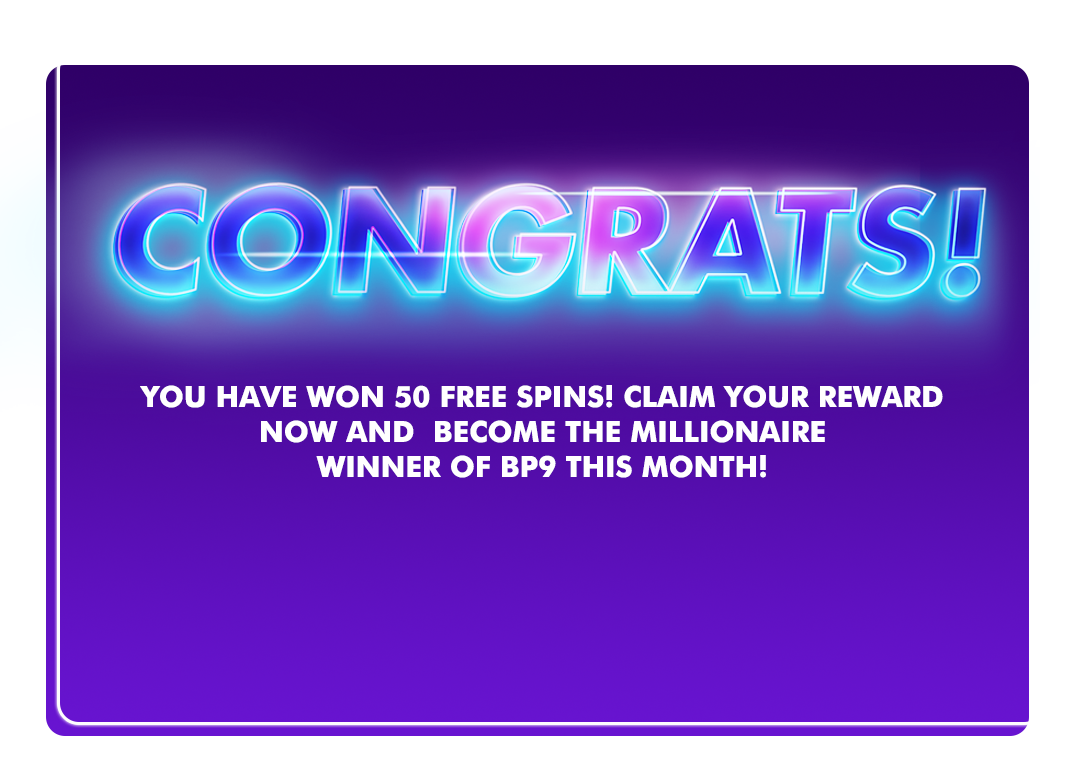 CONGRATS!
YOU HAVE WON 50 FREE SPINS! CLAIM YOUR REWARD
NOW AND  BECOME THE MILLIONAIRE
WINNER OF BP9 THIS MONTH!